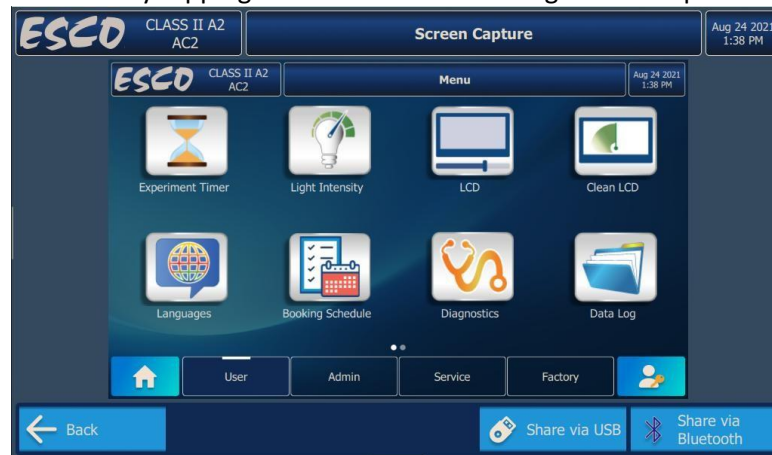 ESCO
CLASS II A2
AC2
Screen Capture
Aug 24 2021
1:38 PM
ESCO
CLASS II A2
AC2
Menu
Aug 24 2021
1:38 PM
Experiment Timer
Light Intensity
LCD
Clean LCD
Languages
Booking Schedule
Diagnostics
Data Log
User
Admin
Service
Factory
Back
Share via USB
Share via
Bluetooth